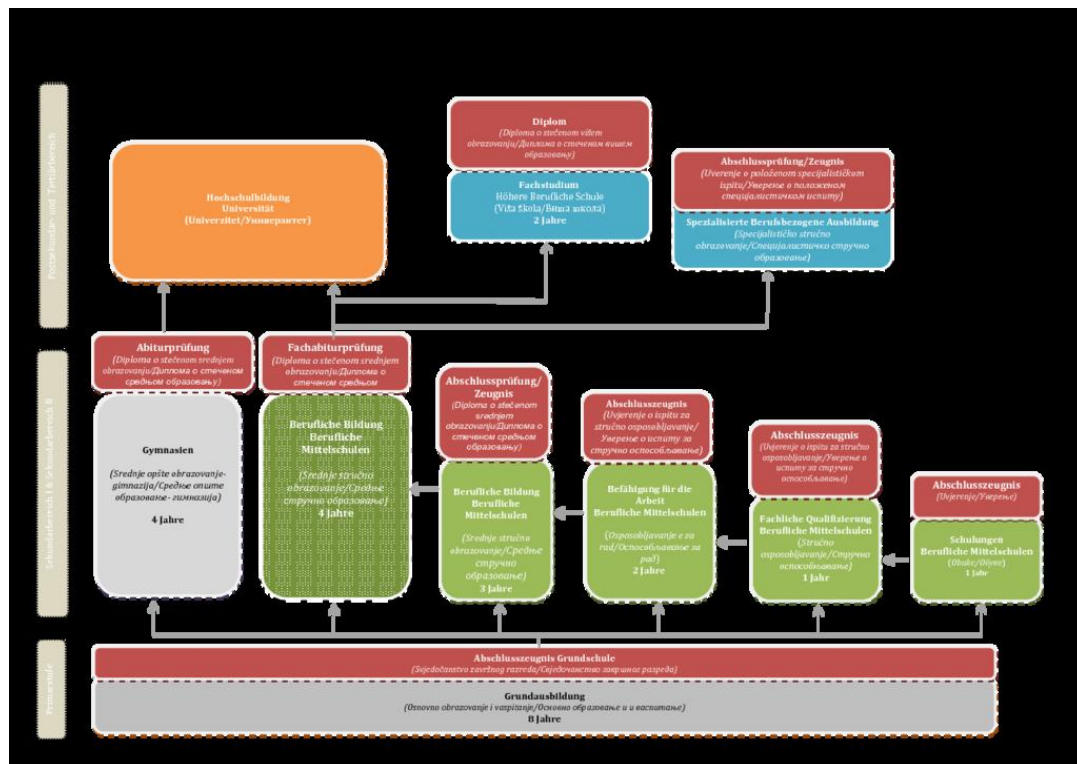 Postsekundar- und Tertiärbereich
Diplom
(Diploma o stečenom višem
obrazovanju/Диплома о стеченом вишем
образовању)
Fachstudium
Höhere Berufliche Schule
(Viša škola/Виша школа)
2 Jahre
Abschlussprüfung/Zeugnis
(Uverenje o položenom specijalističkom
ispitu/Уверење о положеном
специјалистичком испиту)
Spezialisierte Berufsbezogene Ausbildung
(Specijalističko stručno
obrazovanje/Специјалистичко стручно
образовање)
Hochschulbildung
Universität
(Univerzitet/Универзитет)
Sekundarbereich I & Sekundarbereich II
Abiturprüfung
(Diploma o stečenom srednjem
obrazovanju/Диплома о стеченом
средњом образовању)
Gymnasien
(Srednje opšte obrazovanje-
gimnazija/Средње опште
образовање- гимназија)
4 Jahre
Fachabiturprüfung
(Diploma o stečenom srednjem
obrazovanju/Диплома о
стеченом средњом
Berufliche Bildung
Berufliche
Mittelschulen
(Srednje stručno
obrazovanje/Средње
стручно образовање)
4 Jahre
Abschlussprüfung/
Zeugnis
(Diploma o stečenom
srednjem
obrazovanju/Диплома о
стеченом средњом
образовању)
Berufliche Bildung
Berufliche
Mittelschulen
(Srednje stručno
obrazovanje/Средње
стручно
образовање)
3 Jahre
Abschlusszeugnis
(Uvjerenje o ispitu za
stručno osposobljavanje/
Уверење о испиту за
стручно оспособљавање)
Befähigung für die
Arbeit
Berufliche Mittelschulen
(Osposobljavanje e za
rad/Оспособљавање за
рад)
2 Jahre
Abschlusszeugnis
(Uvjerenje o ispitu za stručno
osposobljavanje/Уверење о
испиту за стручно
оспособљавање)
Fachliche Qualifizierung
Berufliche Mittelschulen
(Stručno
osposobljavanje/Стручно
оспособљавање)
1 Jahr
Abschlusszeugnis
(Uvjerenje/Уверење)
Schulungen
Berufliche Mittelschulen
1 Jahr
Primarstufe
Abschlusszeugnis Grundschule
(Svjedočanstvo završnog razreda/Свједочанство завршног разреда)
Grundausbildung
(Osnovno obrazovanje i vaspitanje/Основно образовање и и васпитање)
8 Jahre